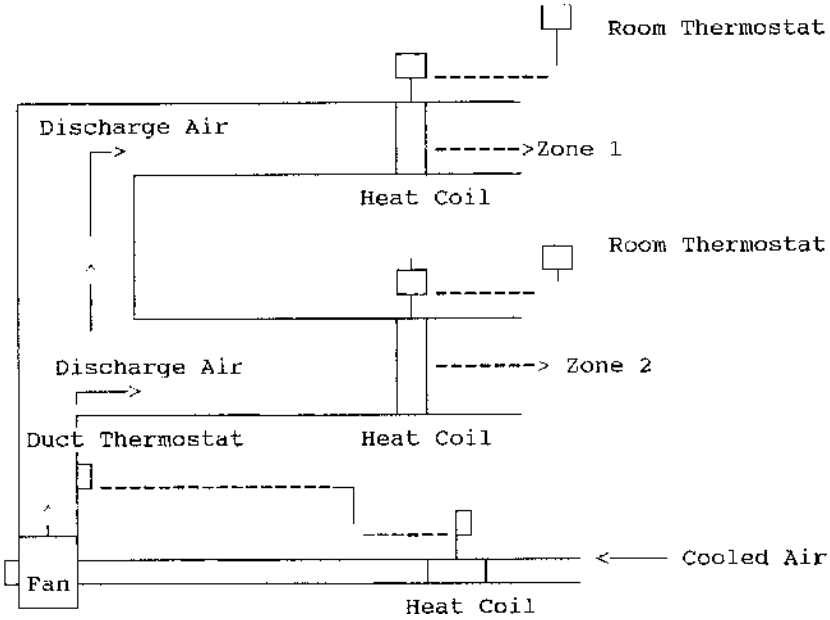 Room Thermostat
Discharge Air
Zone 1
Heat Coil
Room Thermostat
Discharge Air
Zone 2
Duct Thermostat
Heat Coil
Cooled Air
Fan
Heat Coil